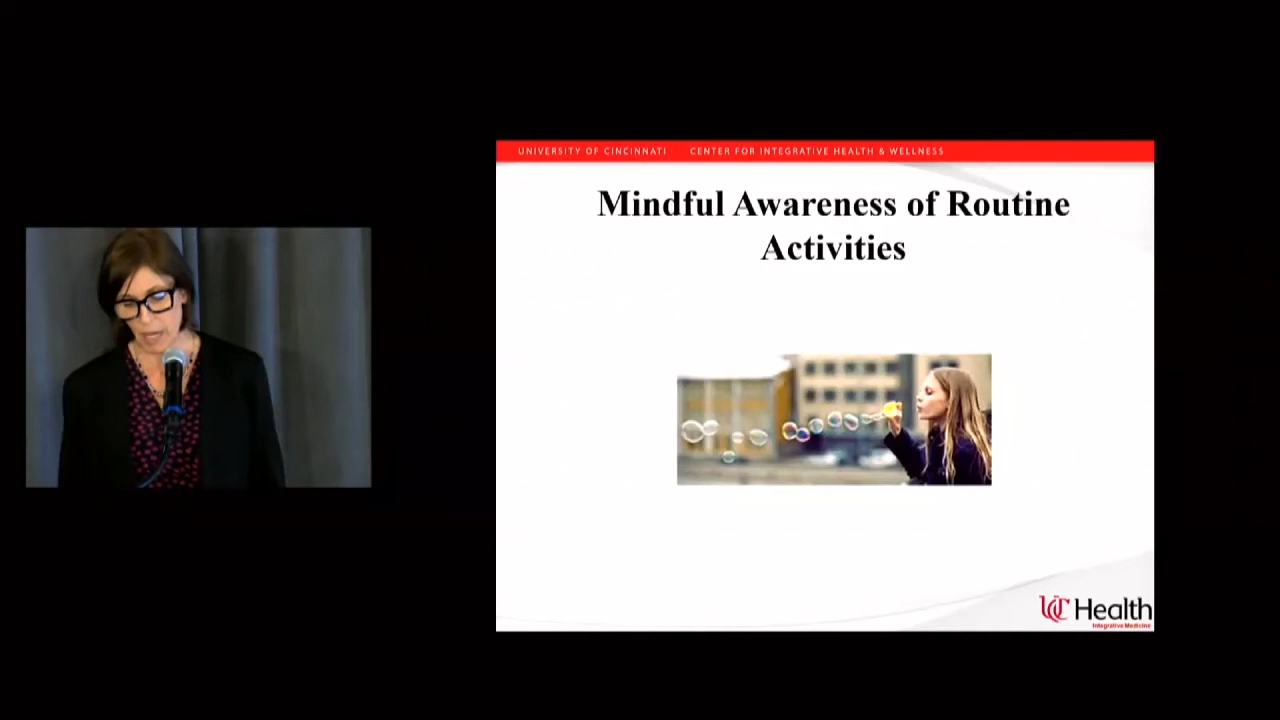 UNIVERSITY OF CINCINNATI CENTER FOR INTEGRATIVE HEALTH & WELLNESS
Mindful Awareness of Routine
Activities
UC Health
Integrative Medicine